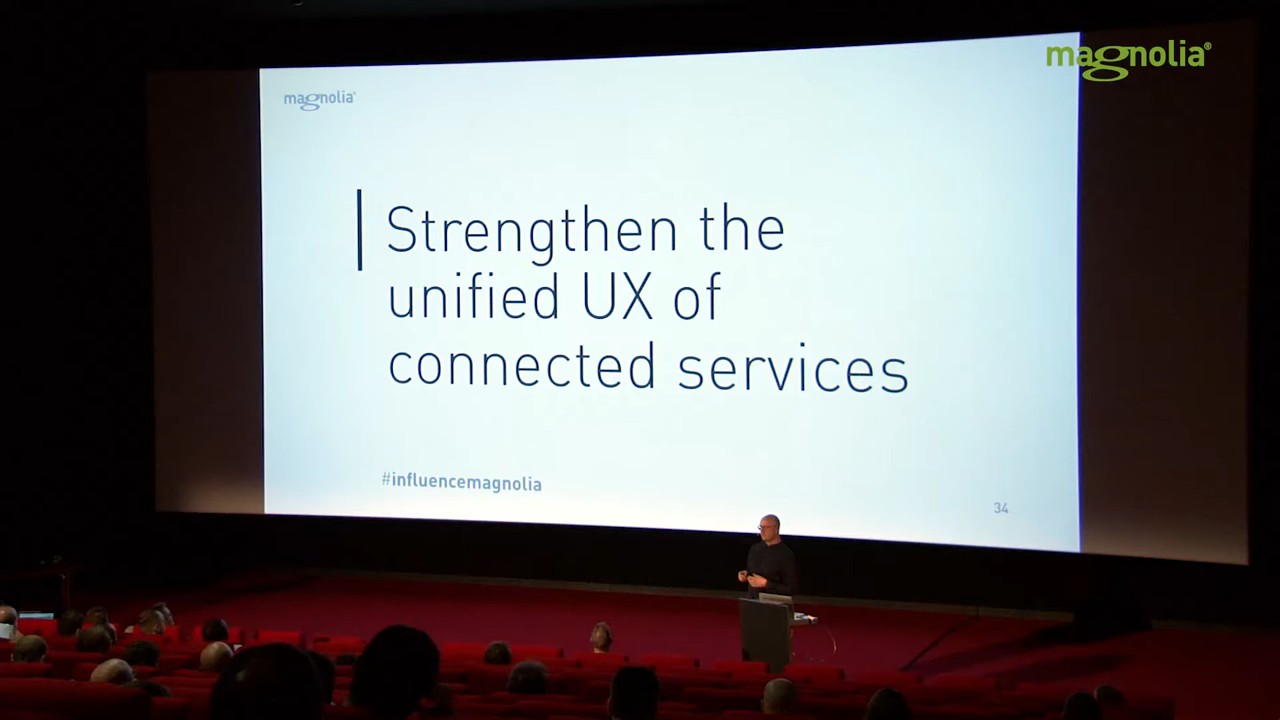 magnolia®
magnolia®
Strengthen the
unified UX of
connected services
#influencemagnolia
34